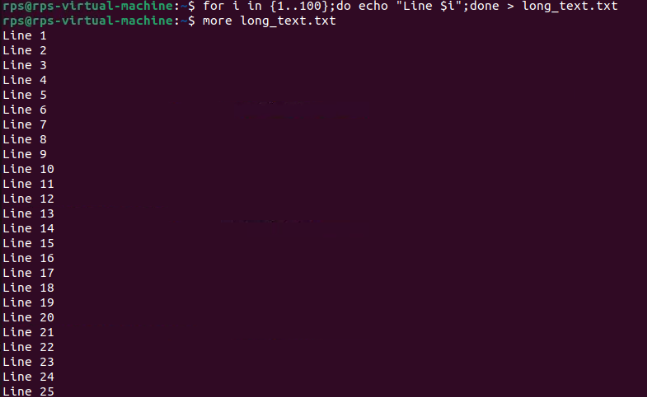 rps@rps-virtual-machine:~$ for i in {1..100};do echo "Line $i";done > long_text.txt
rps@rps-virtual-machine:~$ more long_text.txt
Line 1
Line 2
Line 3
Line 4
Line 5
Line 6
Line 7
Line 8
Line 9
Line 10
Line 11
Line 12
Line 13
Line 14
Line 15
Line 16
Line 17
Line 18
Line 19
Line 20
Line 21
Line 22
Line 23
Line 24
Line 25